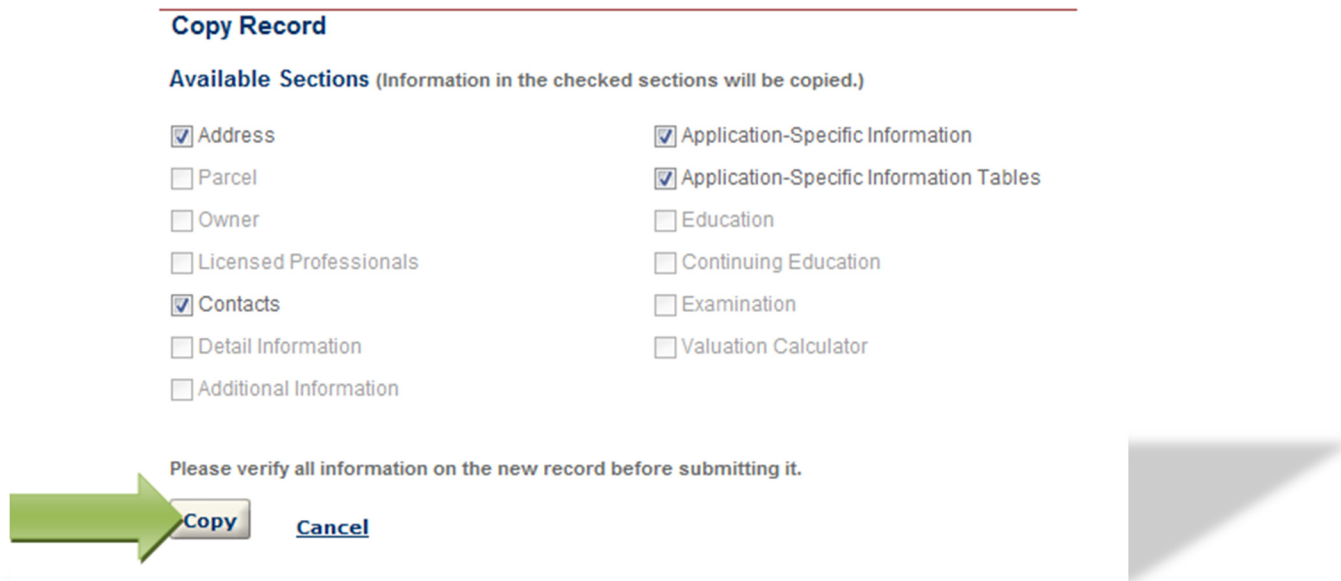 Copy Record
Available Sections (Information in the checked sections will be copied.)
Address
Application-Specific Information
Parcel
Application-Specific Information Tables
Owner
Education
Licensed Professionals
Continuing Education
Contacts
Examination
Detail Information
Valuation Calculator
Additional Information
Please verify all information on the new record before submitting it.
Copy
Cancel